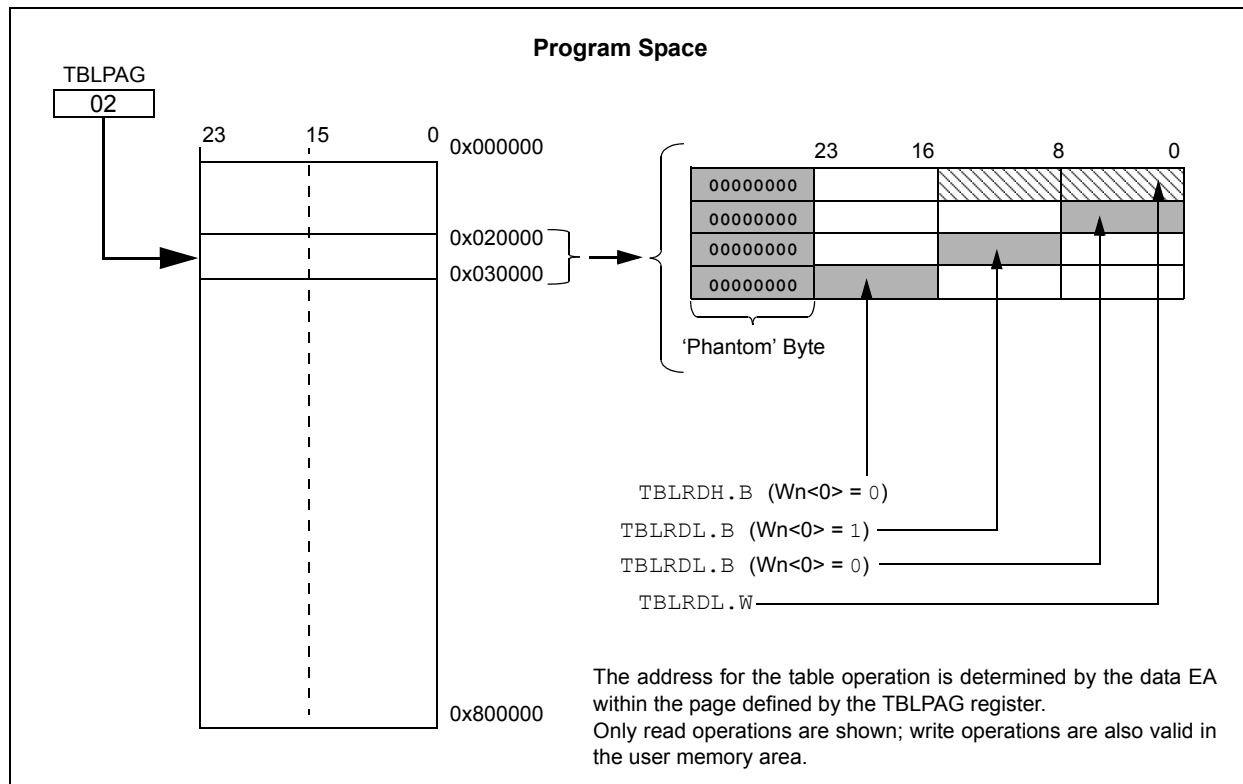 Program Space
TBLPAG
02
23 15 0
0x000000
0x020000
0x030000
0x800000
23 16 8 0
00000000
00000000
00000000
00000000
‘Phantom’ Byte
TBLRDH.B (Wn<0> = 0)
TBLRDL.B (Wn<0> = 1)
TBLRDL.B (Wn<0> = 0)
TBLRDL.W
The address for the table operation is determined by the data EA
within the page defined by the TBLPAG register.
Only read operations are shown; write operations are also valid in
the user memory area.